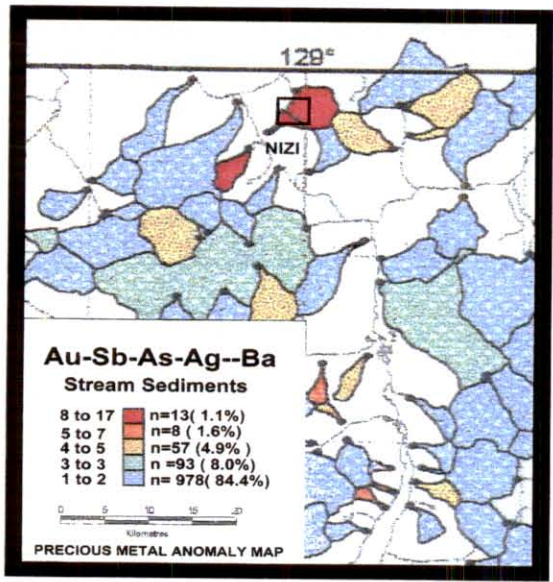 129°
NIZI
Au-Sb-As-Ag--Ba
Stream Sediments
8 to 17 n=13( 1.1%)
5 to 7 n=8 ( 1.6%)
4 to 5 n=57 (4.9% )
3 to 3 n =93 ( 8.0%)
1 to 2 n= 978( 84.4%)
0 5 10 15 20
Kilometres
PRECIOUS METAL ANOMALY MAP